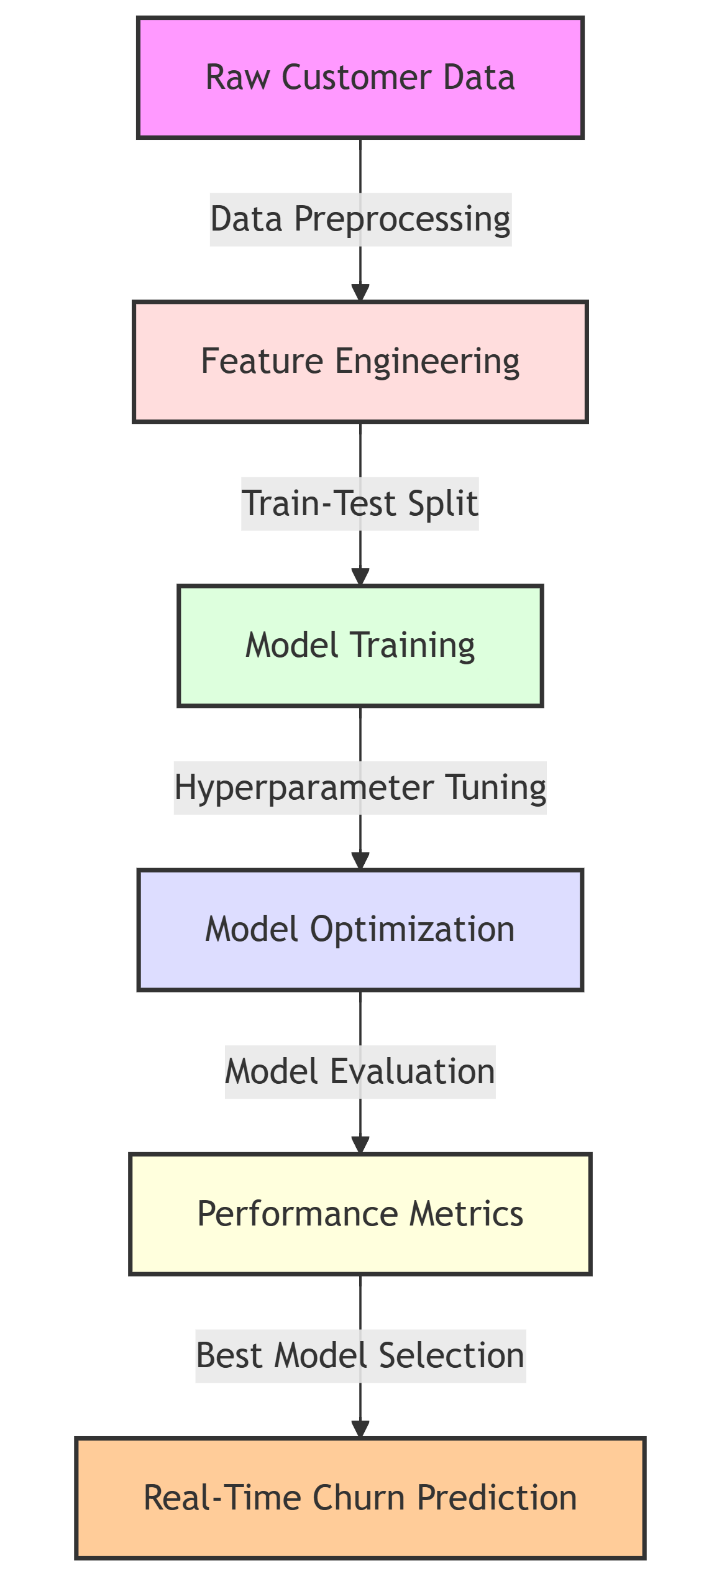 Raw Customer Data
Data Preprocessing
Feature Engineering
Train-Test Split
Model Training
Hyperparameter Tuning
Model Optimization
Model Evaluation
Performance Metrics
Best Model Selection
Real-Time Churn Prediction